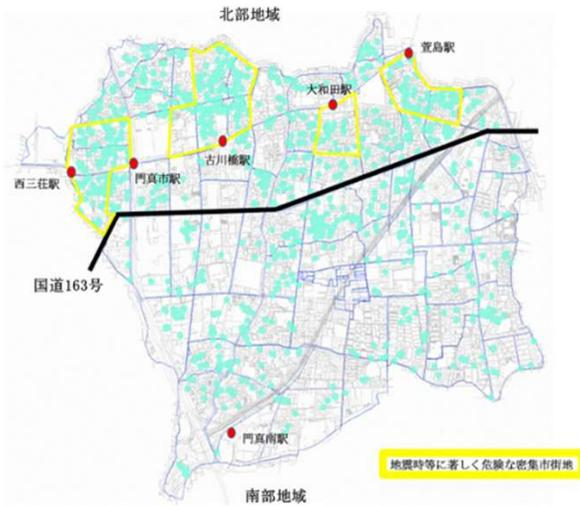 北部地域
萱島駅
大和田駅
古川橋駅
門真市駅
西三荘駅
国道163号
門真南駅
地震時等に著しく危険な密集市街地
南部地域